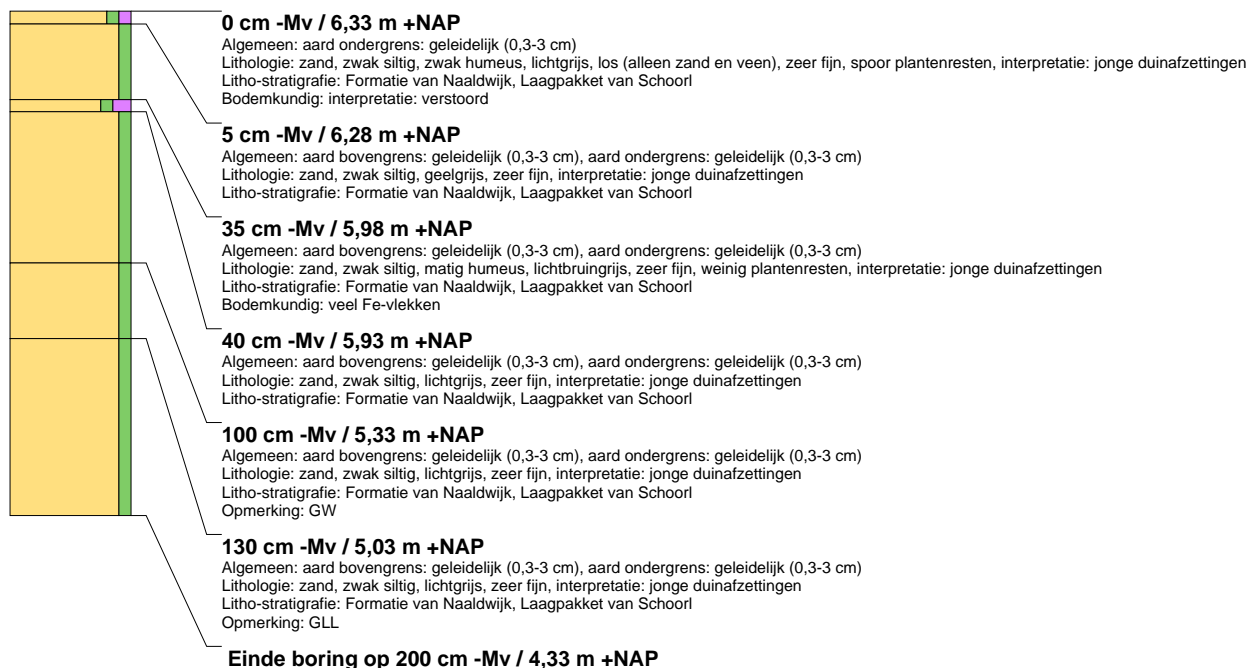 0 cm -Mv / 6,33 m +NAP
Algemeen: aard ondergrens: geleidelijk (0,3-3 cm)
Lithologie: zand, zwak siltig, zwak humeus, lichtgrijs, los (alleen zand en veen), zeer fijn, spoor plantenresten, interpretatie: jonge duinafzettingen
Litho-stratigrafie: Formatie van Naaldwijk, Laagpakket van Schoorl
Bodemkundig: interpretatie: verstoord
5 cm -Mv / 6,28 m +NAP
Algemeen: aard bovengrens: geleidelijk (0,3-3 cm), aard ondergrens: geleidelijk (0,3-3 cm)
Lithologie: zand, zwak siltig, geelgrijs, zeer fijn, interpretatie: jonge duinafzettingen
Litho-stratigrafie: Formatie van Naaldwijk, Laagpakket van Schoorl
35 cm -Mv / 5,98 m +NAP
Algemeen: aard bovengrens: geleidelijk (0,3-3 cm), aard ondergrens: geleidelijk (0,3-3 cm)
Lithologie: zand, zwak siltig, matig humeus, lichtbruingrijs, zeer fijn, weinig plantenresten, interpretatie: jonge duinafzettingen
Litho-stratigrafie: Formatie van Naaldwijk, Laagpakket van Schoorl
Bodemkundig: veel Fe-vlekken
40 cm -Mv / 5,93 m +NAP
Algemeen: aard bovengrens: geleidelijk (0,3-3 cm), aard ondergrens: geleidelijk (0,3-3 cm)
Lithologie: zand, zwak siltig, lichtgrijs, zeer fijn, interpretatie: jonge duinafzettingen
Litho-stratigrafie: Formatie van Naaldwijk, Laagpakket van Schoorl
100 cm -Mv / 5,33 m +NAP
Algemeen: aard bovengrens: geleidelijk (0,3-3 cm), aard ondergrens: geleidelijk (0,3-3 cm)
Lithologie: zand, zwak siltig, lichtgrijs, zeer fijn, interpretatie: jonge duinafzettingen
Litho-stratigrafie: Formatie van Naaldwijk, Laagpakket van Schoorl
Opmerking: GW
130 cm -Mv / 5,03 m +NAP
Algemeen: aard bovengrens: geleidelijk (0,3-3 cm), aard ondergrens: geleidelijk (0,3-3 cm)
Lithologie: zand, zwak siltig, lichtgrijs, zeer fijn, interpretatie: jonge duinafzettingen
Litho-stratigrafie: Formatie van Naaldwijk, Laagpakket van Schoorl
Opmerking: GLL
Einde boring op 200 cm -Mv / 4,33 m +NAP